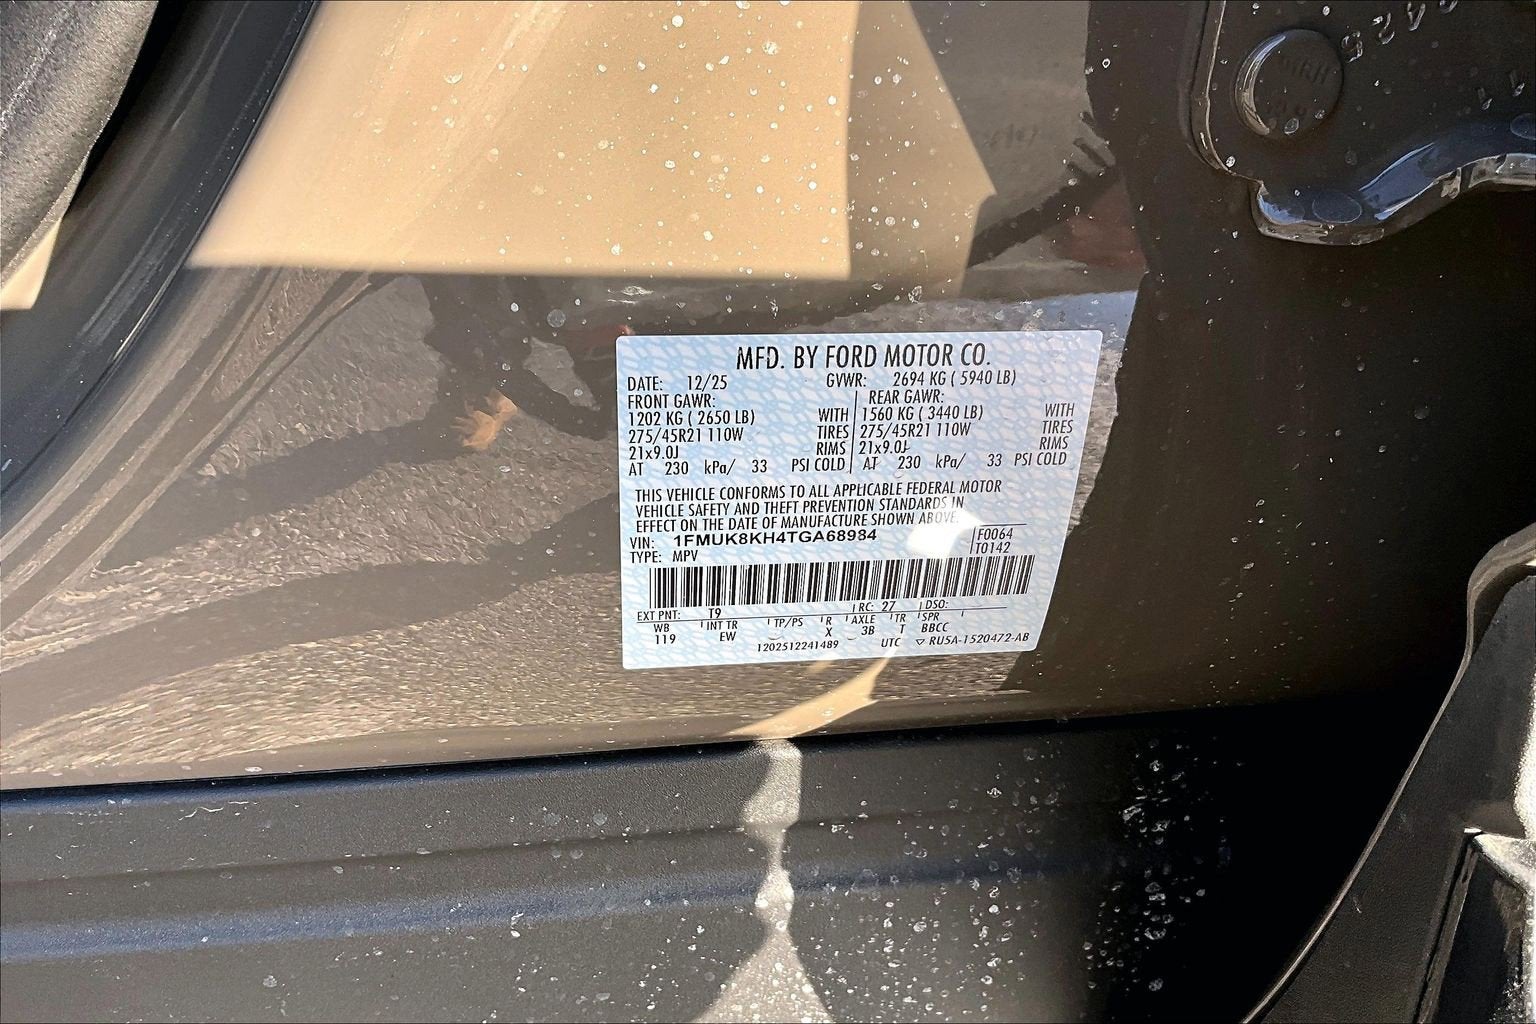 MFD. BY FORD MOTOR CO.
DATE: 12/25 GVWR: 2694 KG ( 5940 LB)
FRONT GAWR: REAR GAWR:
1202 KG ( 2650 LB) WITH 1560 KG ( 3440 LB) WITH
275/45R21 110W TIRES 275/45R21 110W TIRES
21x9.0J RIMS 21x9.0J RIMS
AT 230 kPa/ 33 PSI COLD AT 230 kPa/ 33 PSI COLD
THIS VEHICLE CONFORMS TO ALL APPLICABLE FEDERAL MOTOR
VEHICLE SAFETY AND THEFT PREVENTION STANDARDS IN
EFFECT ON THE DATE OF MANUFACTURE SHOWN ABOVE.
VIN: 1FMUK8KH4TGA68984 F0064
TYPE: MPV T0142
EXT PNT: T9 RC: 27 DSO:
WB INT TR TP/PS R AXLE TR SPR
119 EW X 3B T BBCC
1202512241489 UTC ▽ RU5A-1520472-AB